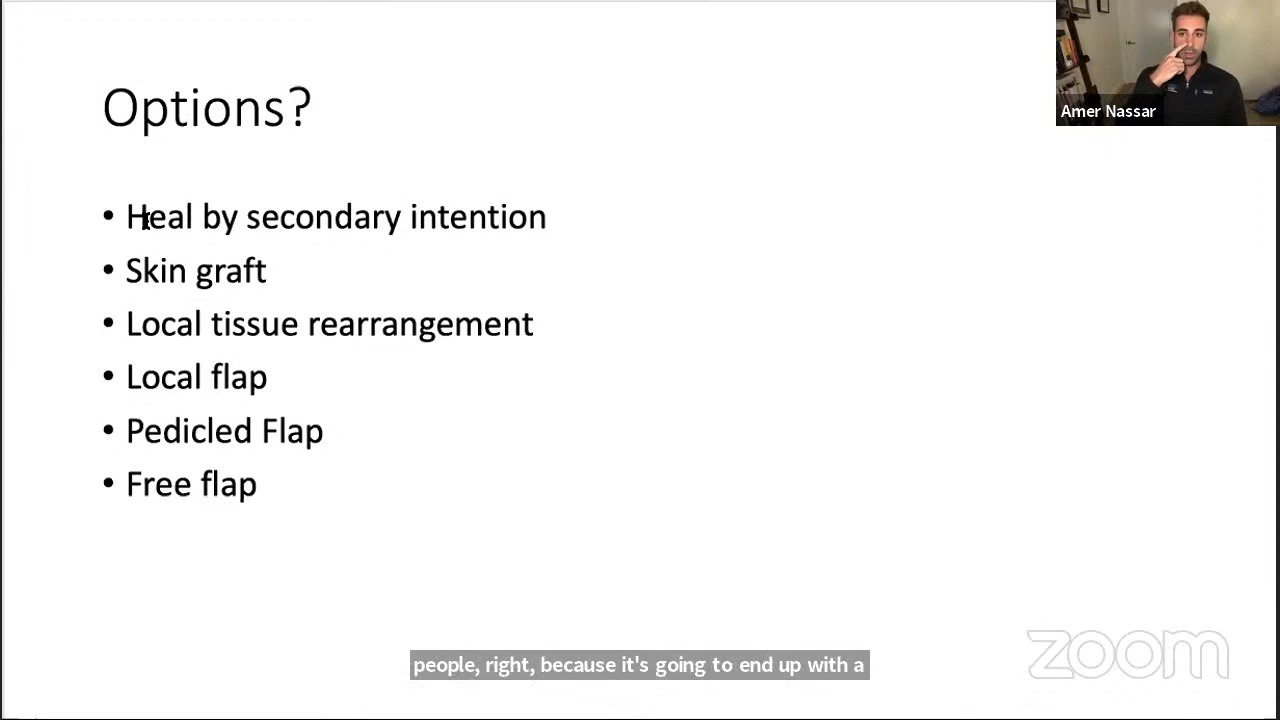 Options?
Amer Nassar
• Heal by secondary intention
• Skin graft
• Local tissue rearrangement
• Local flap
• Pedicled Flap
• Free flap
people, right, because it's going to end up with a
zoom